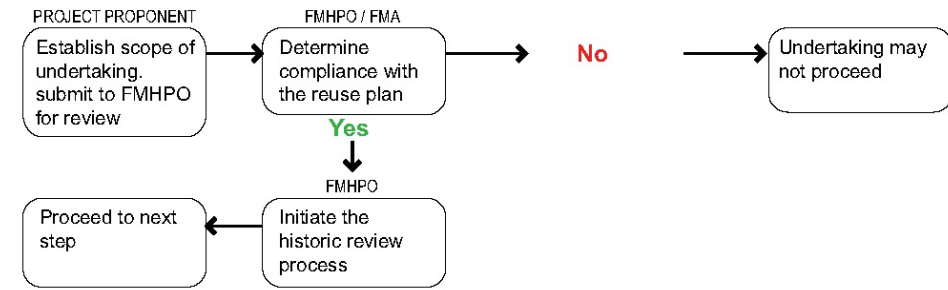 PROJECT PROPONENT
Establish scope of
undertaking.
submit to FMHPO
for review
FMHPO / FMA
Determine
compliance with
the reuse plan
No
Undertaking may
not proceed
Yes
FMHPO
Initiate the
historic review
process
Proceed to next
step